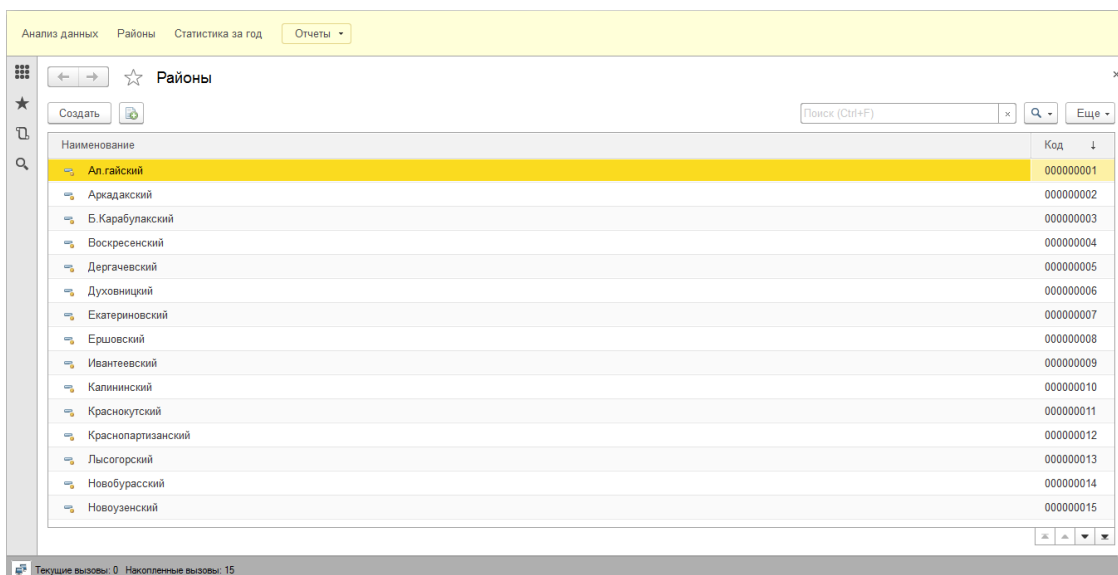 Анализ данных Районы Статистика за год Отчеты
Районы
Создать Поиск (Ctrl+F) × Еще
Наименование Код ↓
Ал.гайский 000000001
Аркадакский 000000002
Б.Карабулакский 000000003
Воскресенский 000000004
Дергачевский 000000005
Духовницкий 000000006
Екатериновский 000000007
Ершовский 000000008
Ивантеевский 000000009
Калининский 000000010
Краснокутский 000000011
Краснопартизанский 000000012
Лысогорский 000000013
Новобурасский 000000014
Новоузенский 000000015
Текущие вызовы: 0 Накопленные вызовы: 15